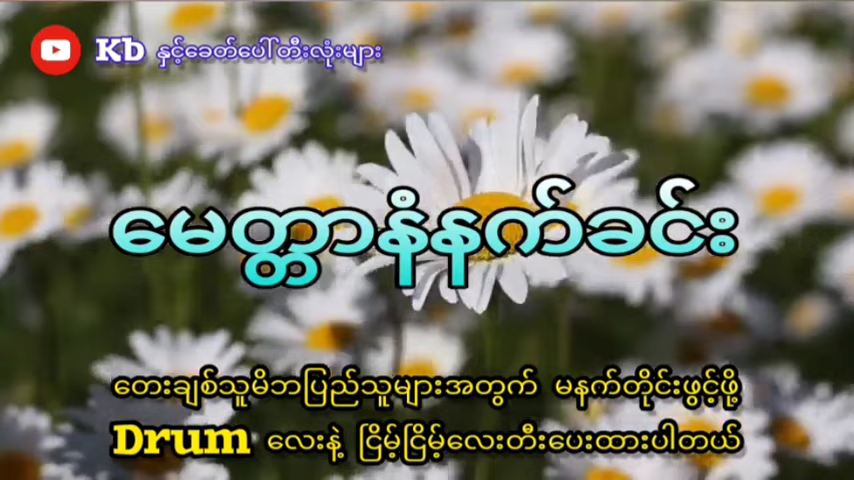 Kb နှင့်ခေတ်ပေါ်တီးလုံးများ
မေတ္တာနံနက်ခင်း
တေးချစ်သူမိဘပြည်သူများအတွက် မနက်တိုင်းဖွင့်ဖို့
Drum လေးနဲ့ ငြိမ့်ငြိမ့်လေးတီးပေးထားပါတယ်